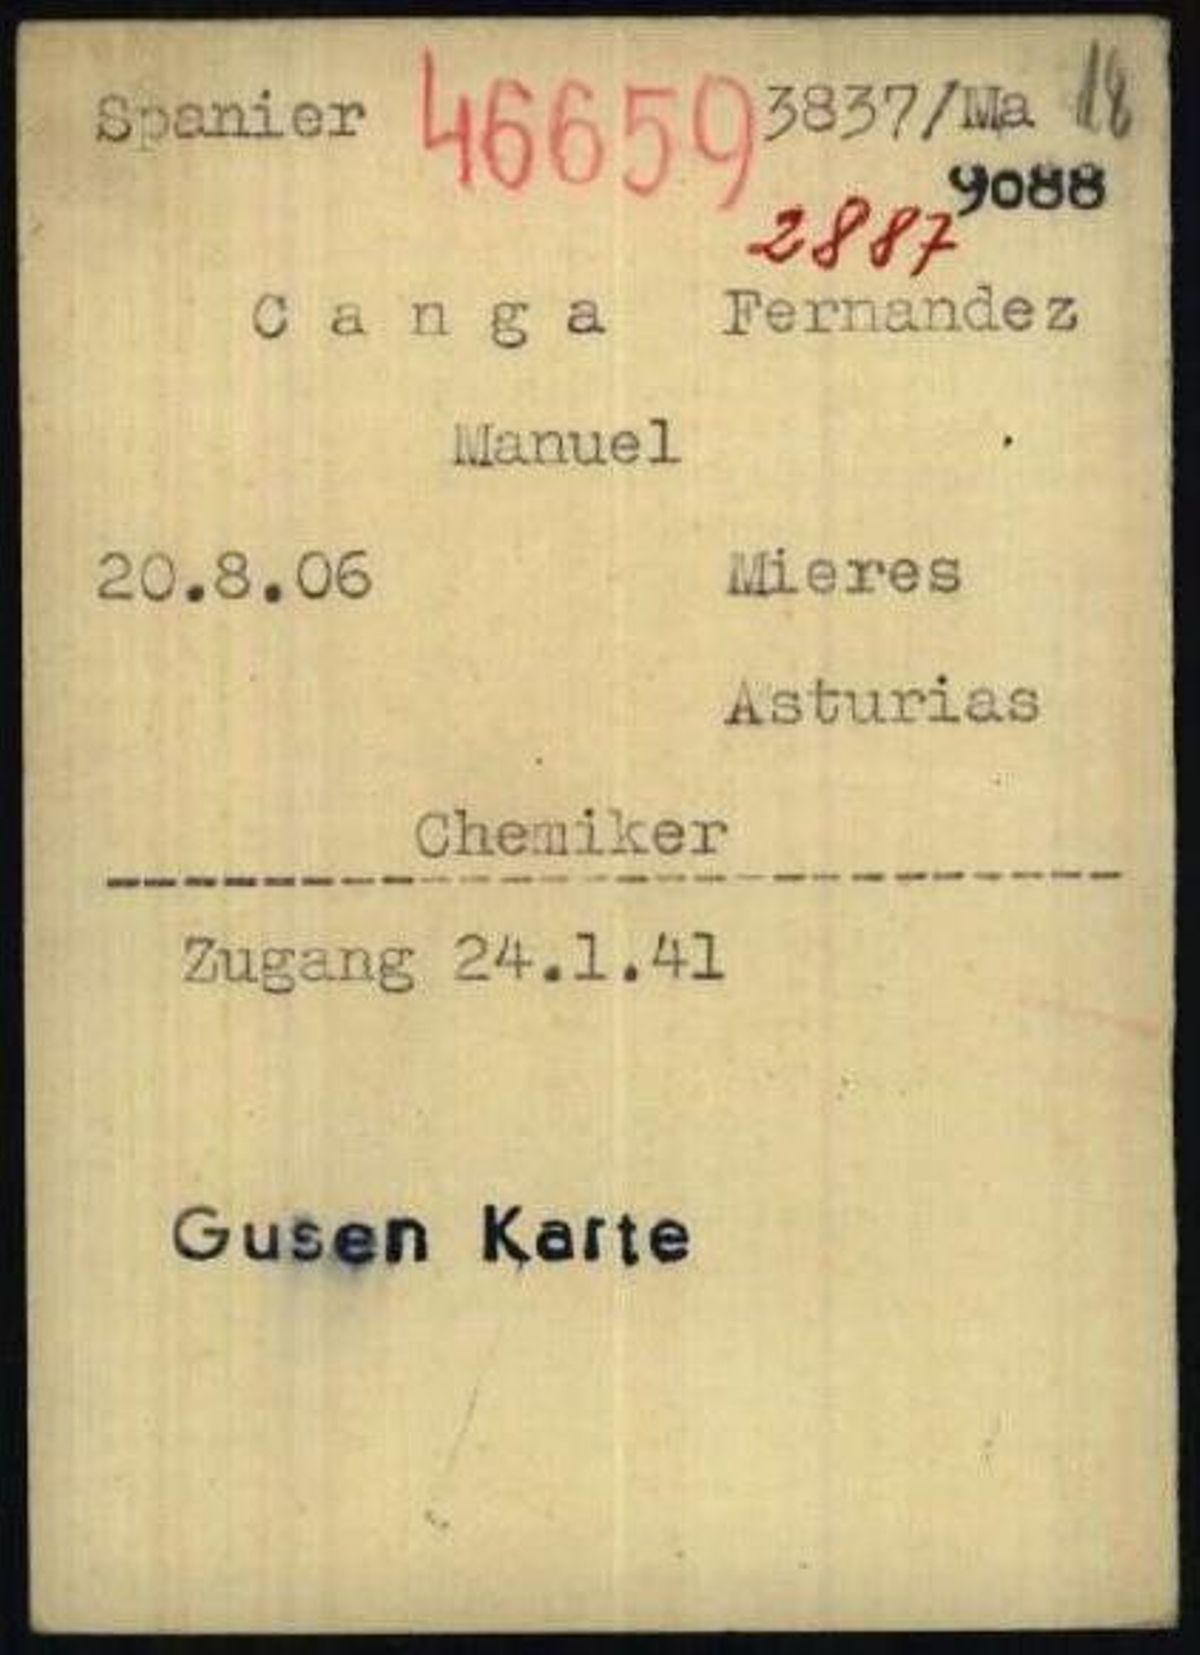 Spanier 46659 3837/Ma 18
9088
2887
C a n g a Fernandez
Manuel
20.8.06 Mieres
Asturias
Chemiker
Zugang 24.1.41
Gusen Karte